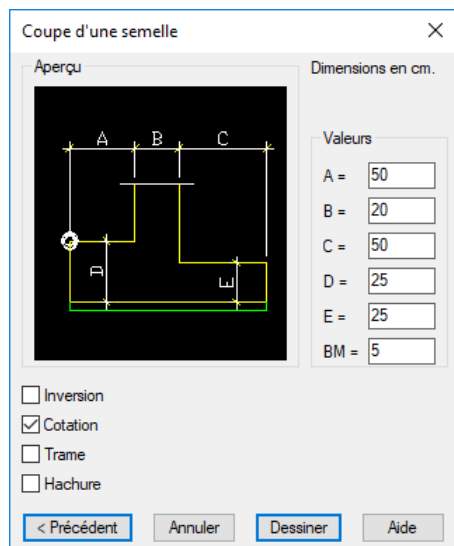 Coupe d'une semelle
Aperçu
Dimensions en cm.
A B C
D
E
Valeurs
A = 50
B = 20
C = 50
D = 25
E = 25
BM = 5
Inversion
Cotation
Trame
Hachure
< Précédent Annuler Dessiner Aide